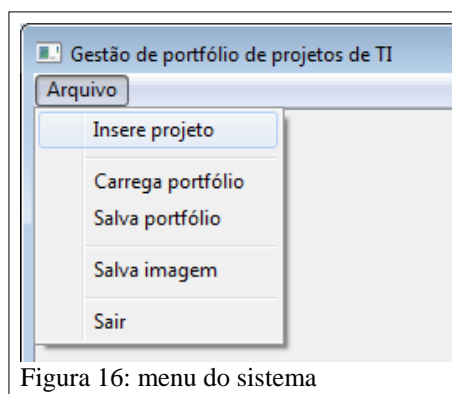 Gestão de portfólio de projetos de TI
Arquivo
Insere projeto
Carrega portfólio
Salva portfólio
Salva imagem
Sair
Figura 16: menu do sistema